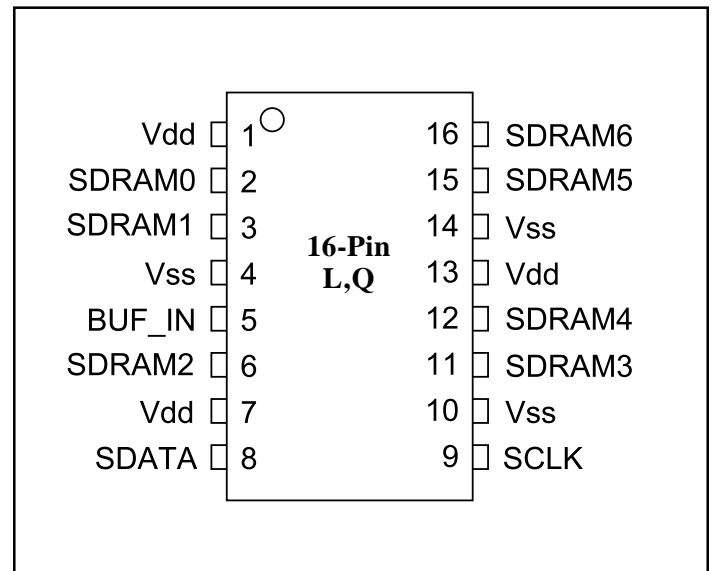 Vdd 1 16 SDRAM6
SDRAM0 2 15 SDRAM5
SDRAM1 3 14 Vss
16-Pin
L,Q
Vss 4 13 Vdd
BUF_IN 5 12 SDRAM4
SDRAM2 6 11 SDRAM3
Vdd 7 10 Vss
SDATA 8 9 SCLK